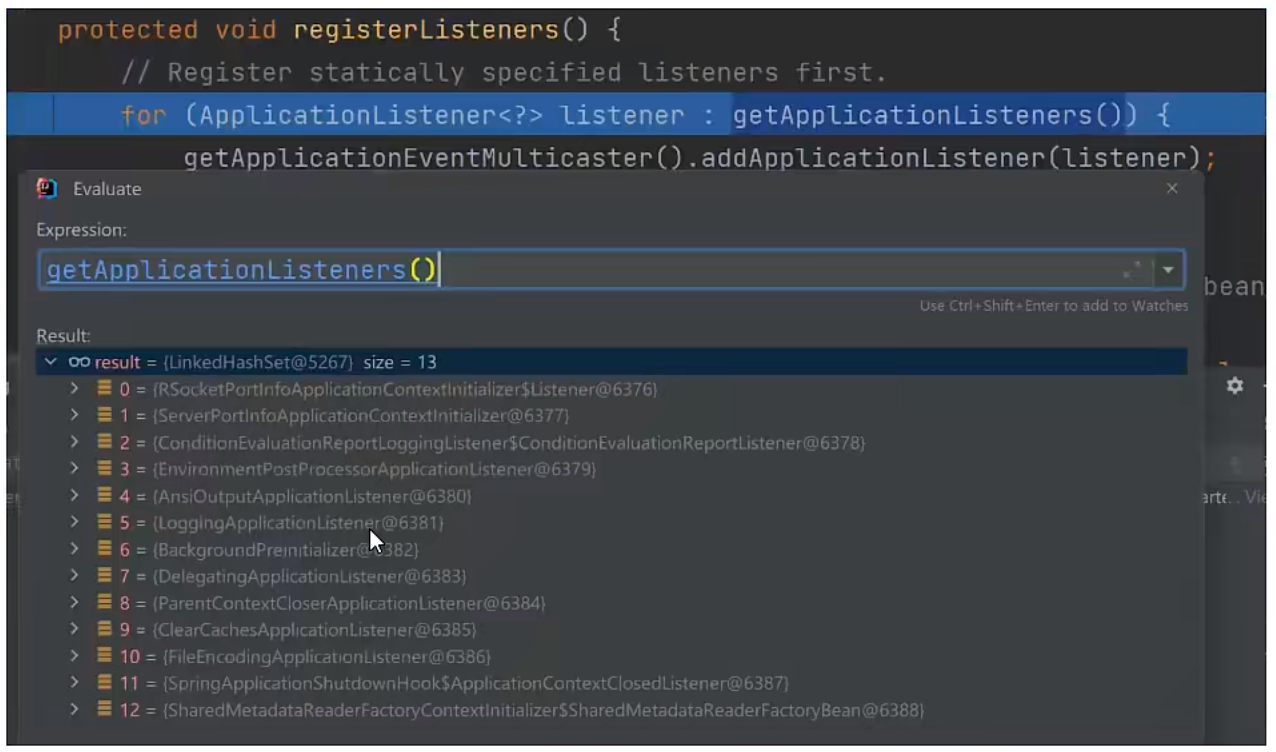 protected void registerListeners() {
// Register statically specified listeners first.
for (ApplicationListener<?> listener : getApplicationListeners()) {
getApplicationEventMulticaster().addApplicationListener(listener);
Evaluate
Expression:
getApplicationListeners()
bean
Use Ctrl+Shift+Enter to add to Watches
Result:
result = {LinkedHashSet@5267} size = 13
0 = {RSocketPortInfoApplicationContextInitializer$Listener@6376}
1 = {ServerPortInfoApplicationContextInitializer@6377}
2 = {ConditionEvaluationReportLoggingListener$ConditionEvaluationReportListener@6378}
3 = {EnvironmentPostProcessorApplicationListener@6379}
4 = {AnsiOutputApplicationListener@6380}
5 = {LoggingApplicationListener@6381}
6 = {BackgroundPreinitializer@6382}
7 = {DelegatingApplicationListener@6383}
8 = {ParentContextCloserApplicationListener@6384}
9 = {ClearCachesApplicationListener@6385}
10 = {FileEncodingApplicationListener@6386}
11 = {SpringApplicationShutdownHook$ApplicationContextClosedListener@6387}
12 = {SharedMetadataReaderFactoryContextInitializer$SharedMetadataReaderFactoryBean@6388}